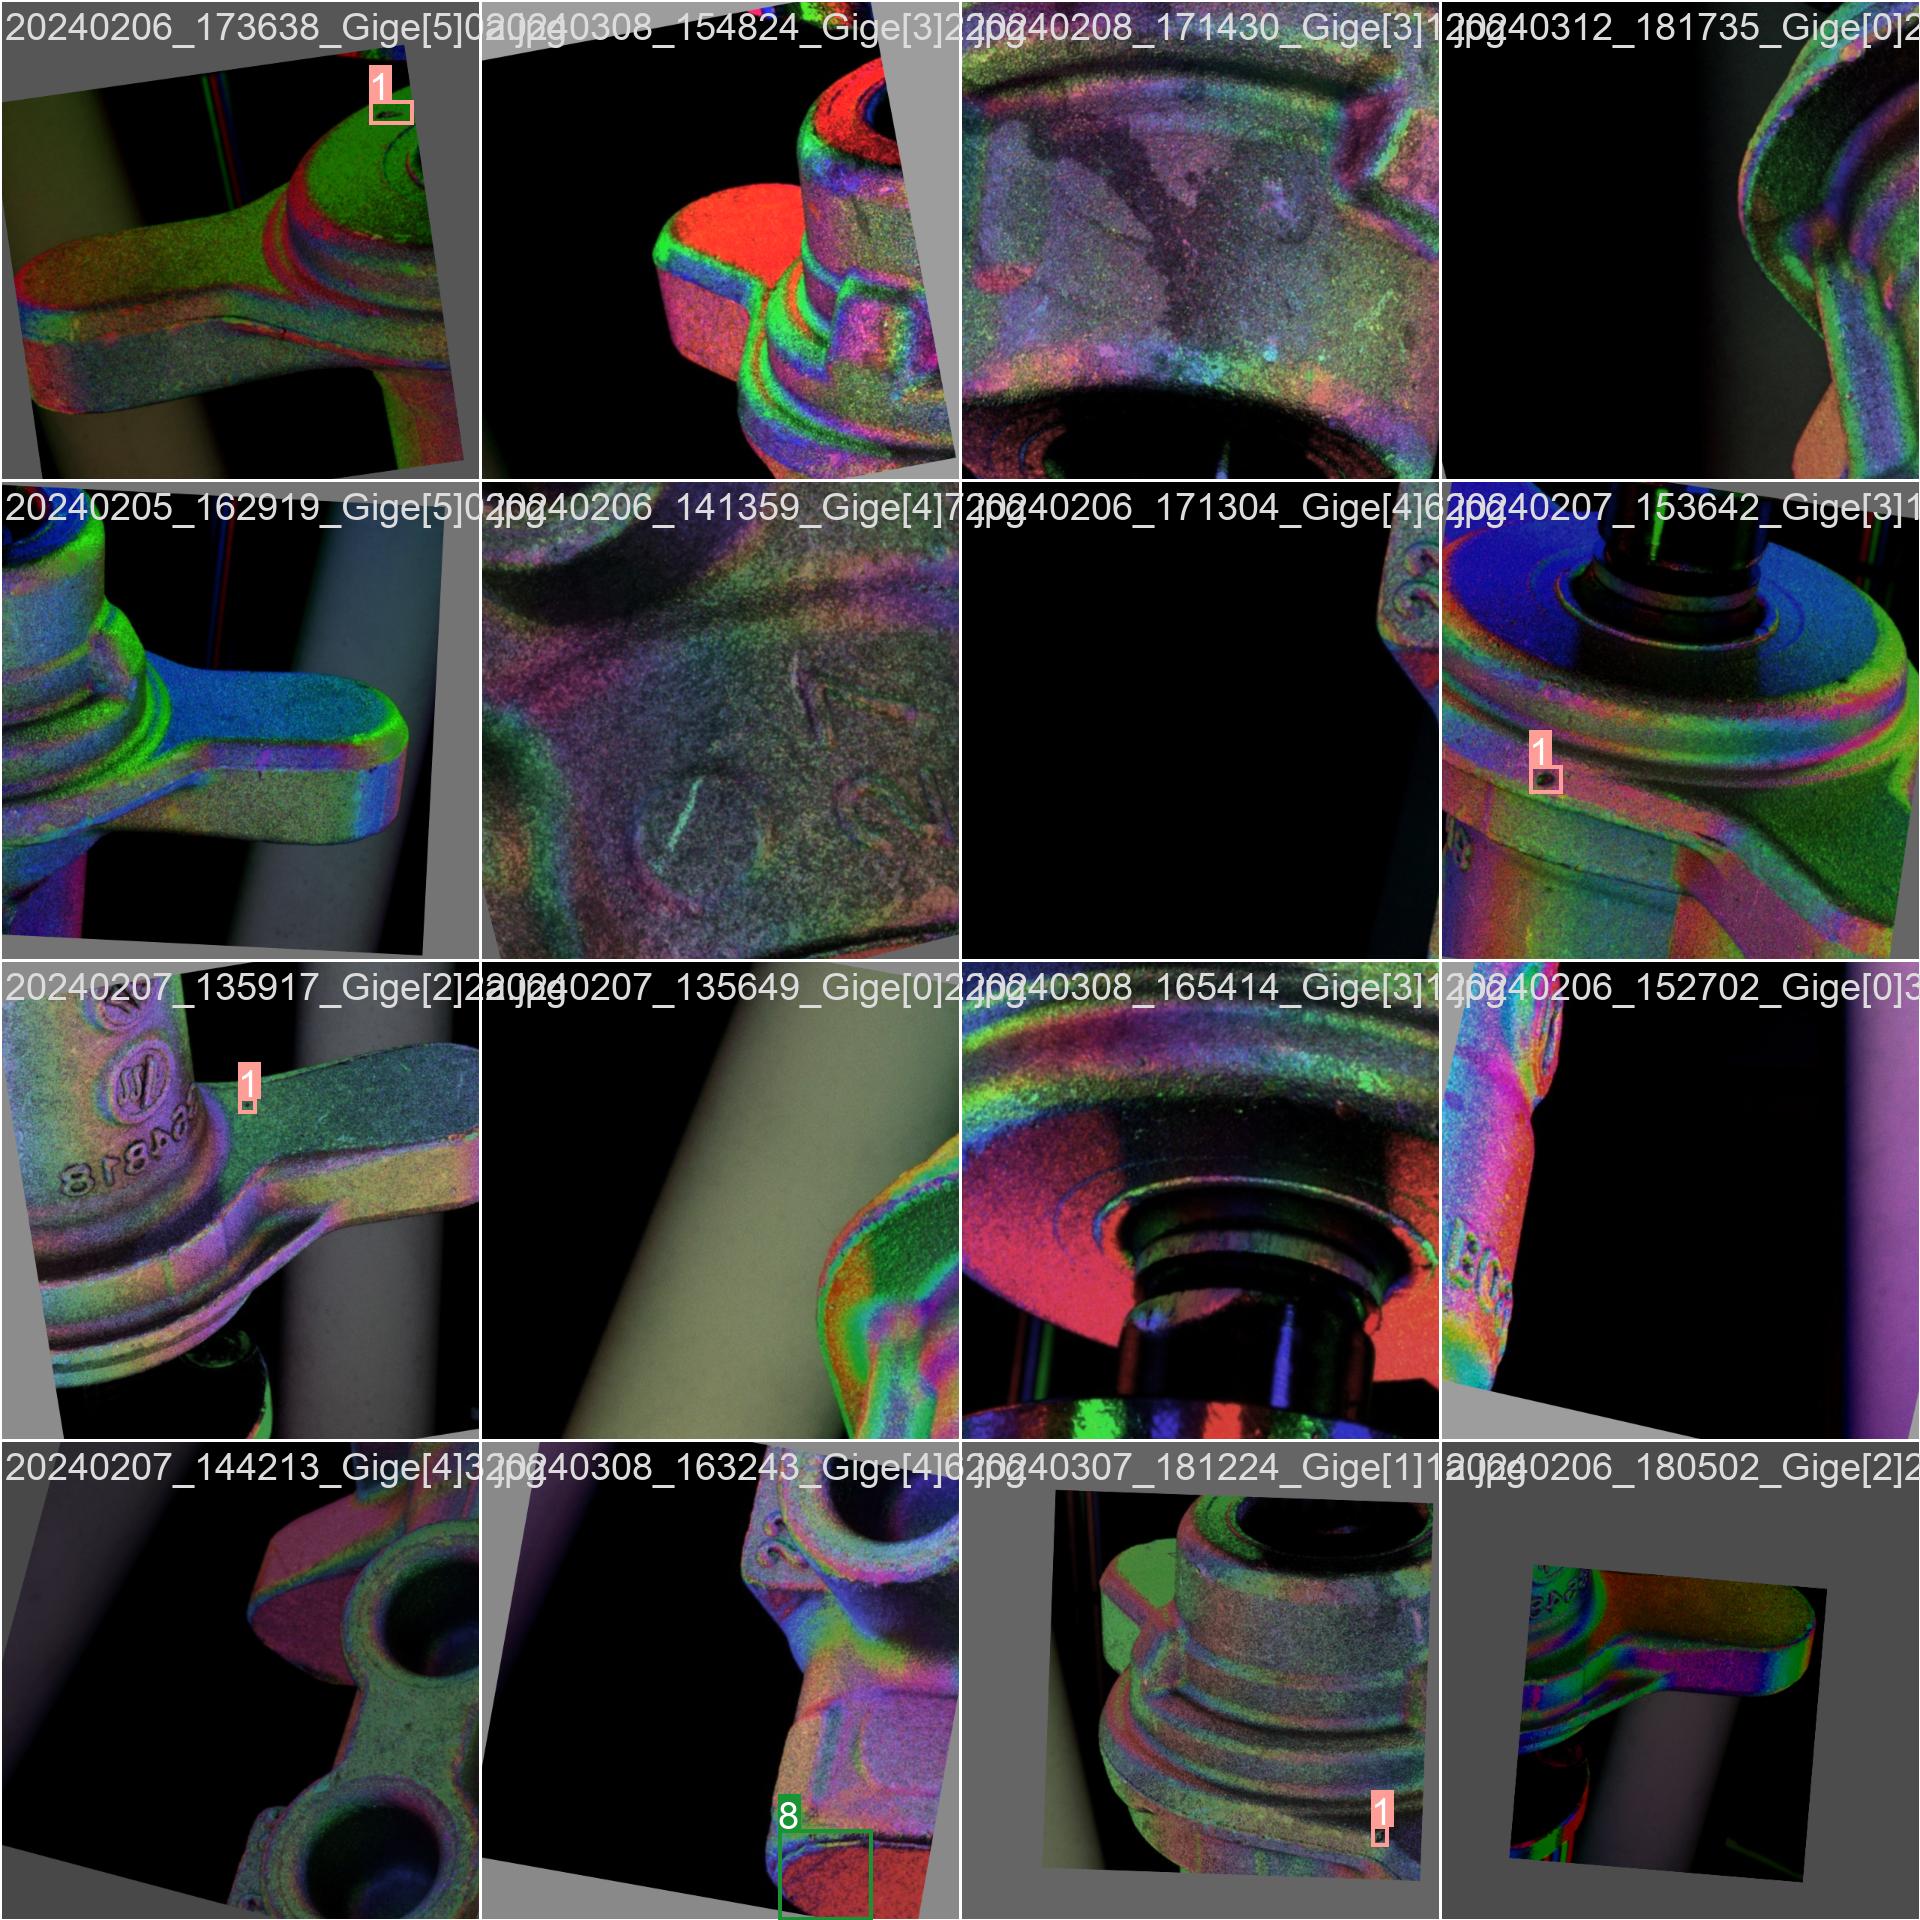 20240206_173638_Gige[5]0
20240308_154824_Gige[3]2
20240208_171430_Gige[3]1
20240312_181735_Gige[0]2
1
20240205_162919_Gige[5]0
20240206_141359_Gige[4]7
20240206_171304_Gige[4]6
20240207_153642_Gige[3]1
1
20240207_135917_Gige[2]2
20240207_135649_Gige[0]2
20240308_165414_Gige[3]1
20240206_152702_Gige[0]3
1
20240207_144213_Gige[4]3
20240308_163243_Gige[4]6
20240307_181224_Gige[1]1
20240206_180502_Gige[2]2
8
1